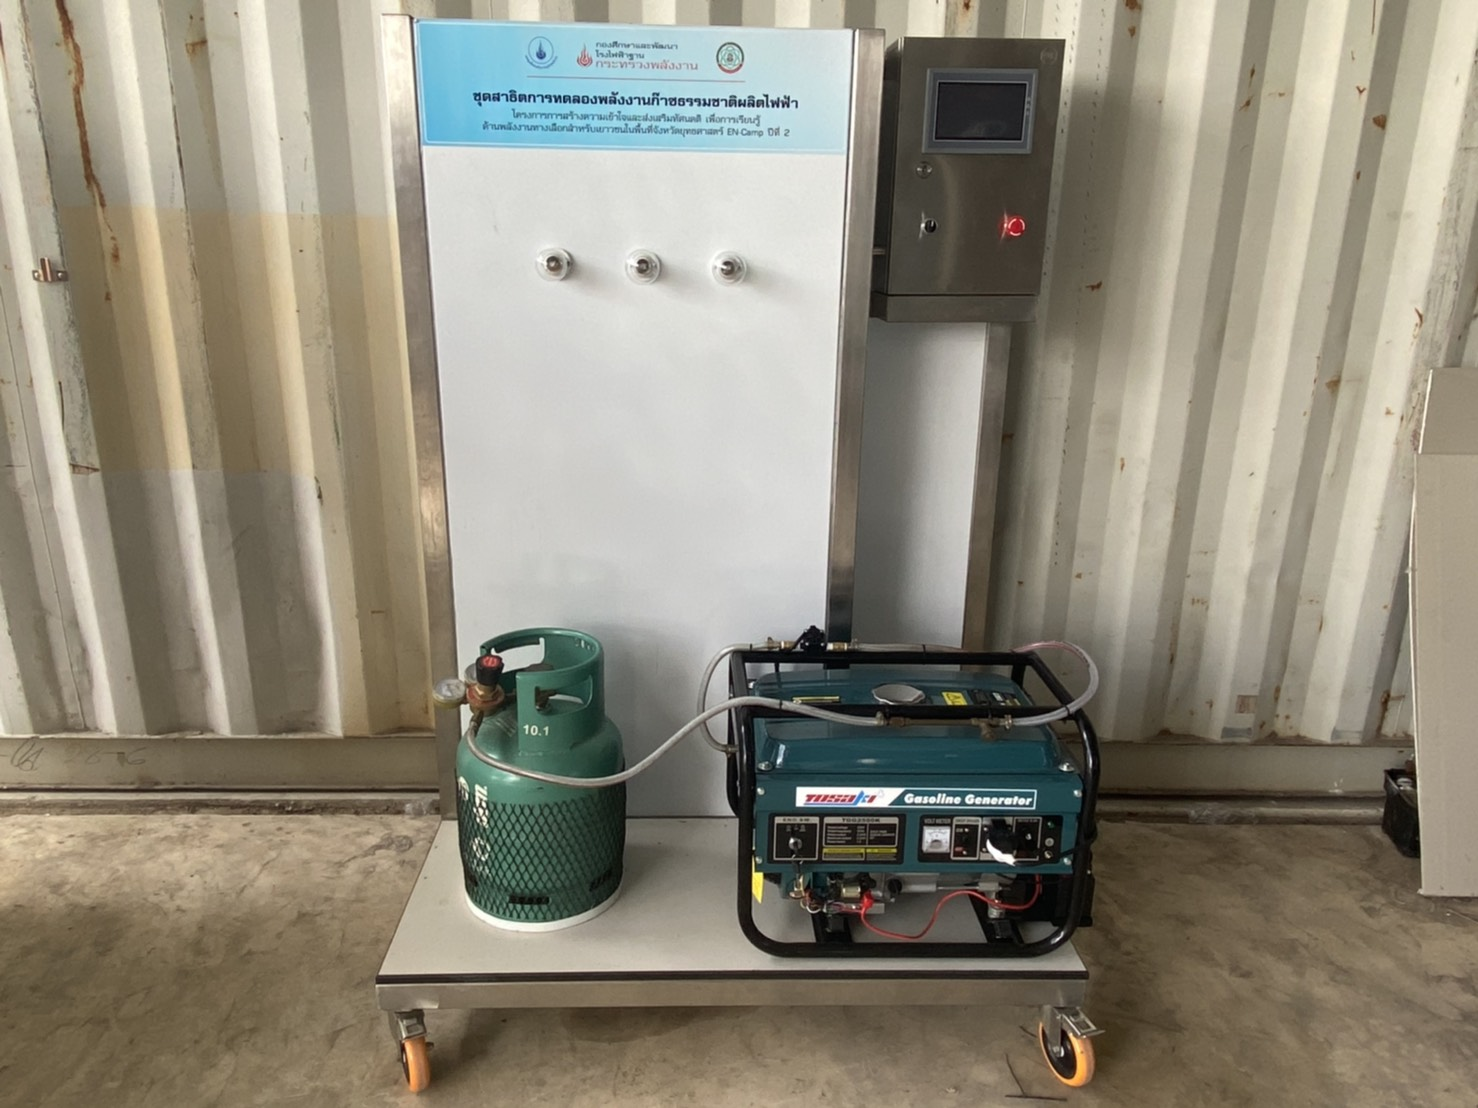 กองศึกษาและพัฒนา
โรงไฟฟ้าฐาน
กระทรวงพลังงาน
ชุดสาธิตการทดลองพลังงานก๊าซธรรมชาติผลิตไฟฟ้า
โครงการการสร้างความเข้าใจและส่งเสริมทัศนคติ เพื่อการเรียนรู้
ด้านพลังงานทางเลือกสำหรับเยาวชนในพื้นที่จังหวัดยุทธศาสตร์ EN-Camp ปีที่ 2
10.1
TOSAKI Gasoline Generator
VOLT METER